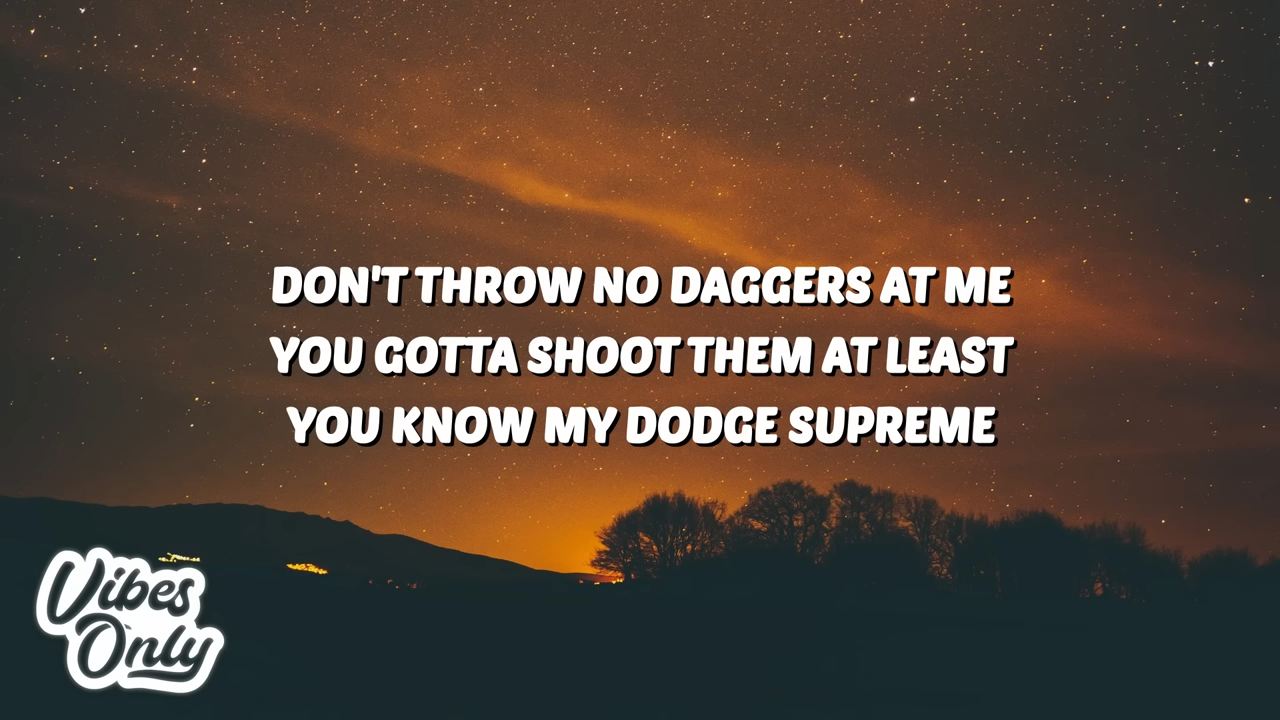 DON'T THROW NO DAGGERS AT ME
YOU GOTTA SHOOT THEM AT LEAST
YOU KNOW MY DODGE SUPREME
Vibes
Only